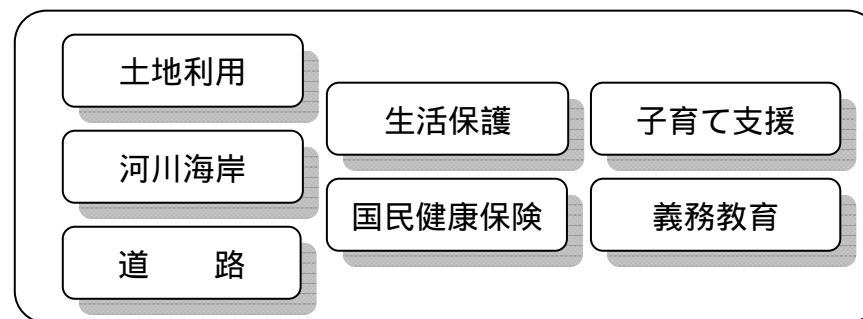 土地利用
河川海岸
道　　路
生活保護
国民健康保険
子育て支援
義務教育